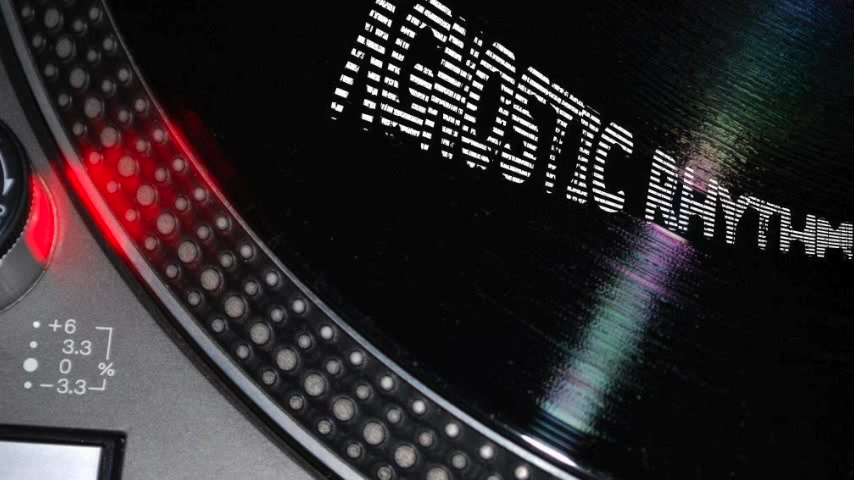 AGNOSTIC RHYTHM
+6
3.3
0 %
-3.3